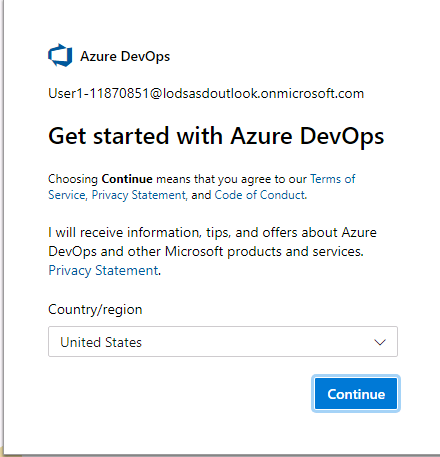 Azure DevOps
User1-11870851@lodsasdoutlook.onmicrosoft.com
Get started with Azure DevOps
Choosing Continue means that you agree to our Terms of
Service, Privacy Statement, and Code of Conduct.
I will receive information, tips, and offers about Azure
DevOps and other Microsoft products and services.
Privacy Statement.
Country/region
United States
Continue